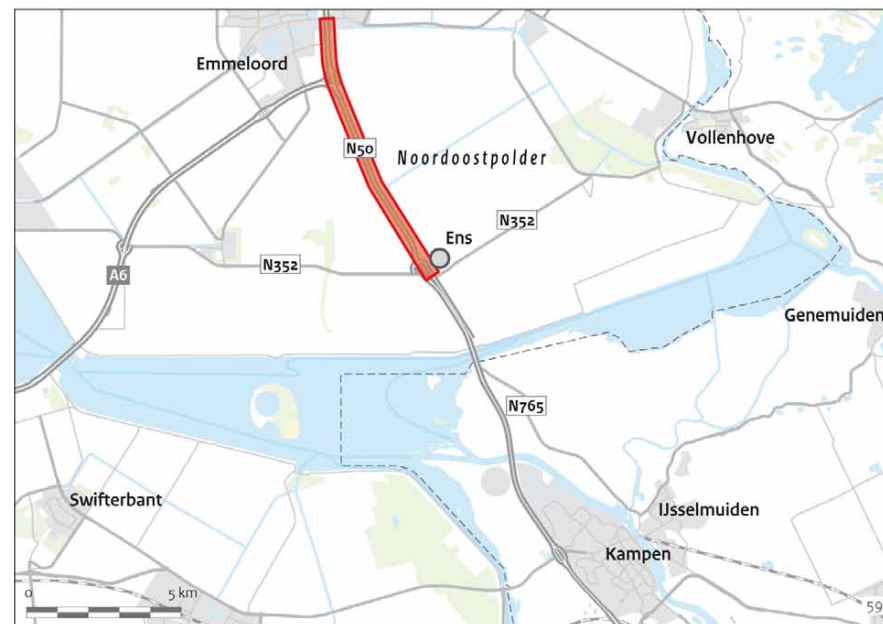 Emmeloord
N50
Noordoostpolder
Vollenhove
Ens
N352
N352
A6
Genemuiden
N765
Swifterbant
IJsselmuiden
Kampen
0 5 km
59